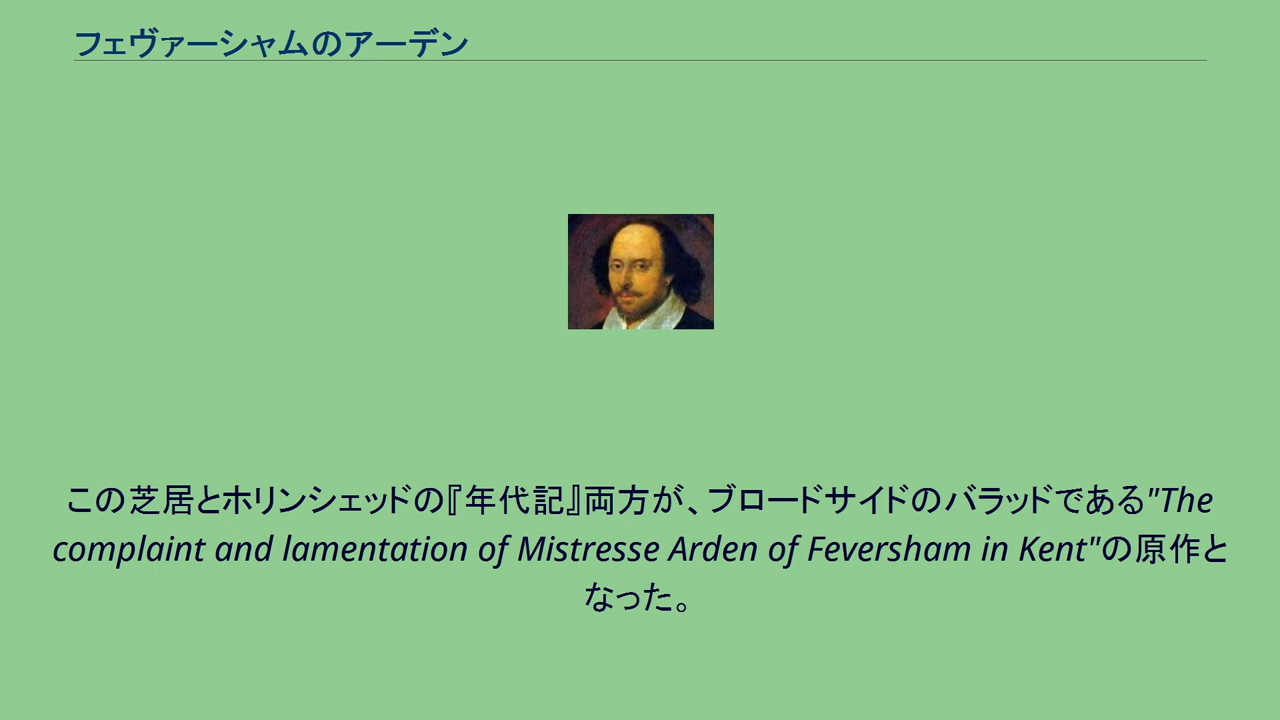 フェヴァーシャムのアーデン
この芝居とホリンシェッドの『年代記』両方が、ブロードサイドのバラッドである"The
complaint and lamentation of Mistresse Arden of Feversham in Kent"の原作と
なった。